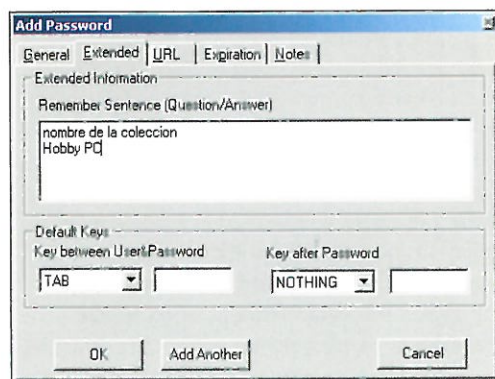 Add Password
General Extended URL Expiration Notes
Extended Information
Remember Sentence (Question/Answer)
nombre de la coleccion
Hobby PC
Default Keys
Key between User&Password Key after Password
TAB NOTHING
OK Add Another Cancel